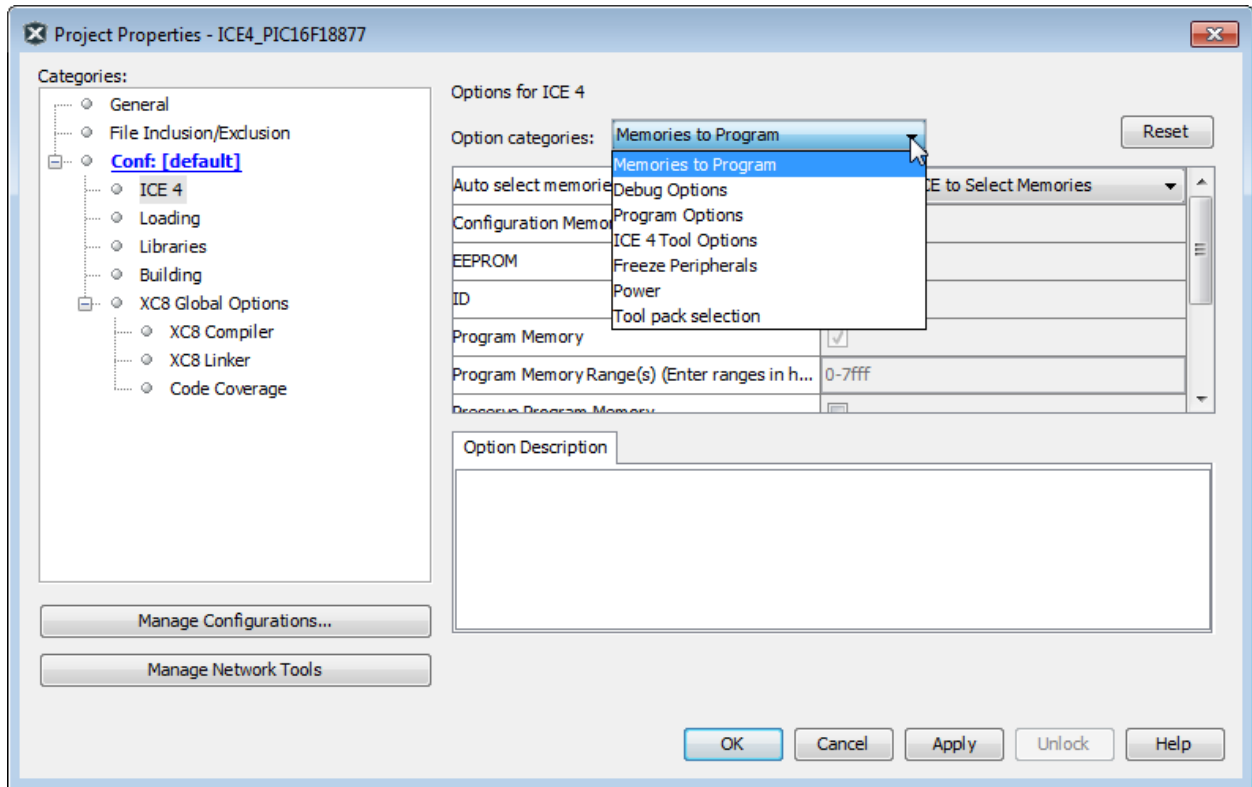 Project Properties - ICE4_PIC16F18877
Categories:
General
File Inclusion/Exclusion
Conf: [default]
ICE 4
Loading
Libraries
Building
XC8 Global Options
XC8 Compiler
XC8 Linker
Code Coverage
Manage Configurations...
Manage Network Tools
Options for ICE 4
Option categories: Memories to Program
Reset
Memories to Program
Debug Options
Program Options
ICE 4 Tool Options
Freeze Peripherals
Power
Tool pack selection
Auto select memorie
E to Select Memories
Configuration Memor
EEPROM
ID
Program Memory
Program Memory Range(s) (Enter ranges in h... 0-7fff
Preserve Program Memory
Option Description
OK Cancel Apply Unlock Help